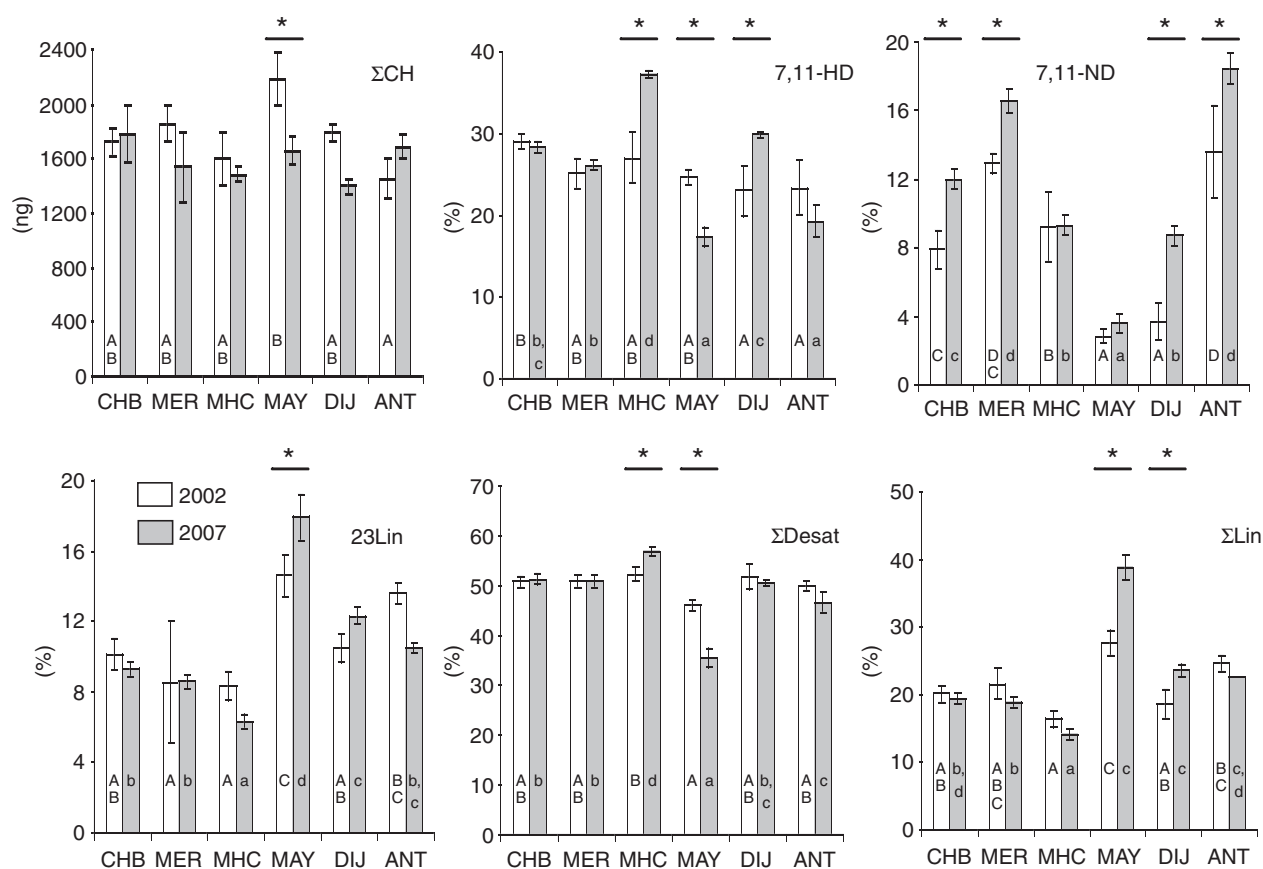 *
ΣCH
2400
2000
1600
1200
800
400
0
(ng)
A
B
A
B
A
B
B
A
B
A
CHB MER MHC MAY DIJ ANT
* * *
7,11-HD
40
30
20
10
0
(%)
B b,
c
A b
B
A d
B
A a
B
A c
A a
CHB MER MHC MAY DIJ ANT
* * * *
7,11-ND
20
16
12
8
4
0
(%)
C c
D d
C
B b
A a
A b
D d
CHB MER MHC MAY DIJ ANT
*
2002
2007
23Lin
20
16
12
8
4
0
(%)
A b
B
A b
A a
C d
A c
B
B b,
C c
CHB MER MHC MAY DIJ ANT
* *
ΣDesat
70
60
50
40
30
20
10
0
(%)
A b
B
A b
B
B d
A a
A b,
B c
A c
B
CHB MER MHC MAY DIJ ANT
* *
ΣLin
50
40
30
20
10
0
(%)
A b,
B d
A b
B
C
A a
C c
A c
B
B c,
C d
CHB MER MHC MAY DIJ ANT